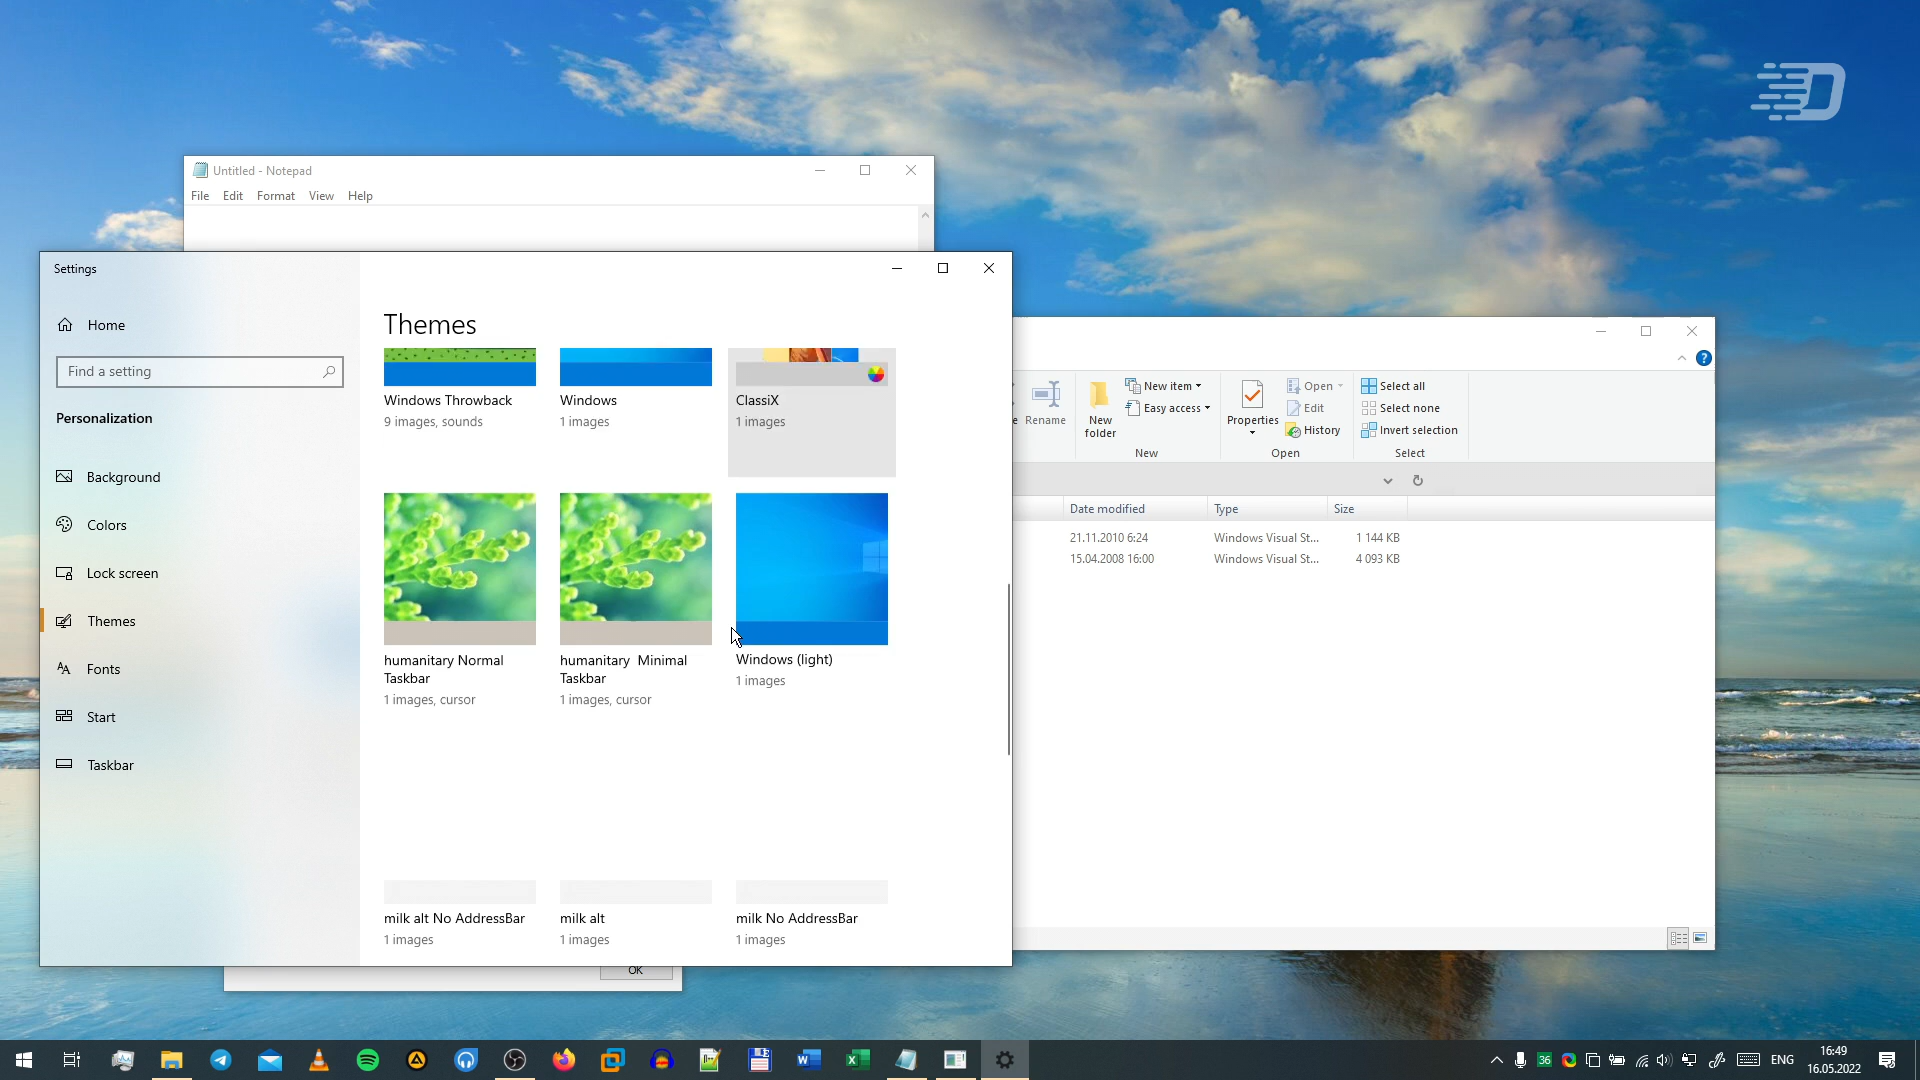 Untitled - Notepad
File Edit Format View Help
Settings
Home
Find a setting
Personalization
Background
Colors
Lock screen
Themes
Fonts
Start
Taskbar
Themes
Windows Throwback
9 images, sounds
Windows
1 images
ClassiX
1 images
humanitary Normal
Taskbar
1 images, cursor
humanitary Minimal
Taskbar
1 images, cursor
Windows (light)
1 images
milk alt No AddressBar
1 images
milk alt
1 images
milk No AddressBar
1 images
OK
Rename
New
folder
New item
Easy access
New
Properties
Open
Edit
History
Open
Select all
Select none
Invert selection
Select
Date modified Type Size
21.11.2010 6:24 Windows Visual St... 1 144 KB
15.04.2008 16:00 Windows Visual St... 4 093 KB
36
ENG
16:49
16.05.2022